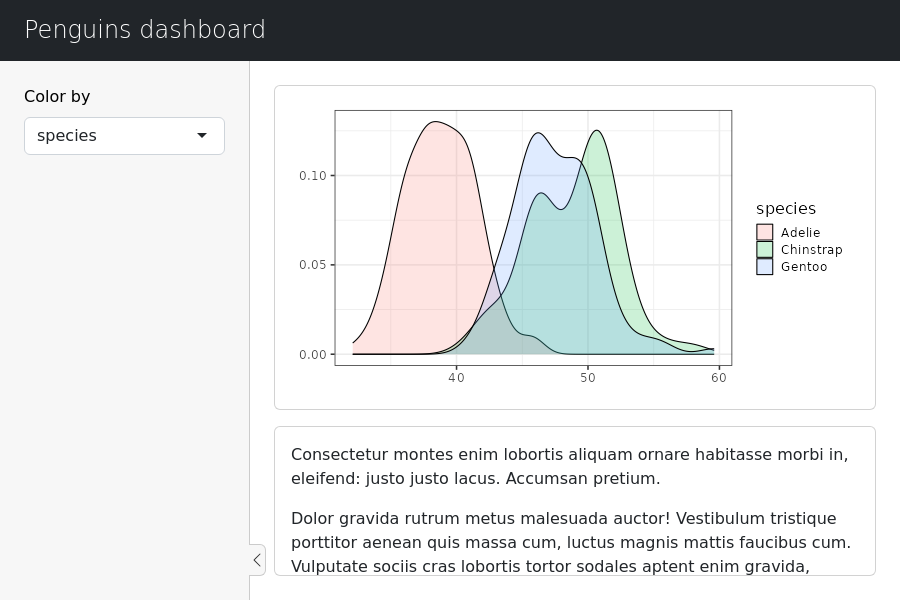 Penguins dashboard
Color by
species
0.10
0.05
0.00
40 50 60
species
Adelie
Chinstrap
Gentoo
Consectetur montes enim lobortis aliquam ornare habitasse morbi in,
eleifend: justo justo lacus. Accumsan pretium.
Dolor gravida rutrum metus malesuada auctor! Vestibulum tristique
porttitor aenean quis massa cum, luctus magnis mattis faucibus cum.
Vulputate sociis cras lobortis tortor sodales aptent enim gravida,